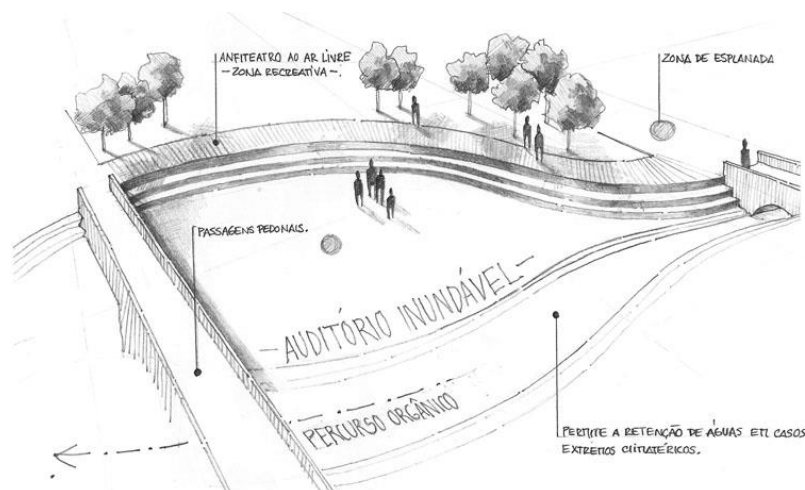 ANFITEATRO AO AR LIVRE
- ZONA RECREATIVA -.
ZONA DE ESPLANADA
PASSAGENS PEDONAIS.
- AUDITÓRIO INUNDÁVEL -
PERCURSO ORGÂNICO
PERMITE A RETENÇÃO DE ÁGUAS EM CASOS
EXTREMOS CLIMATÉRICOS.